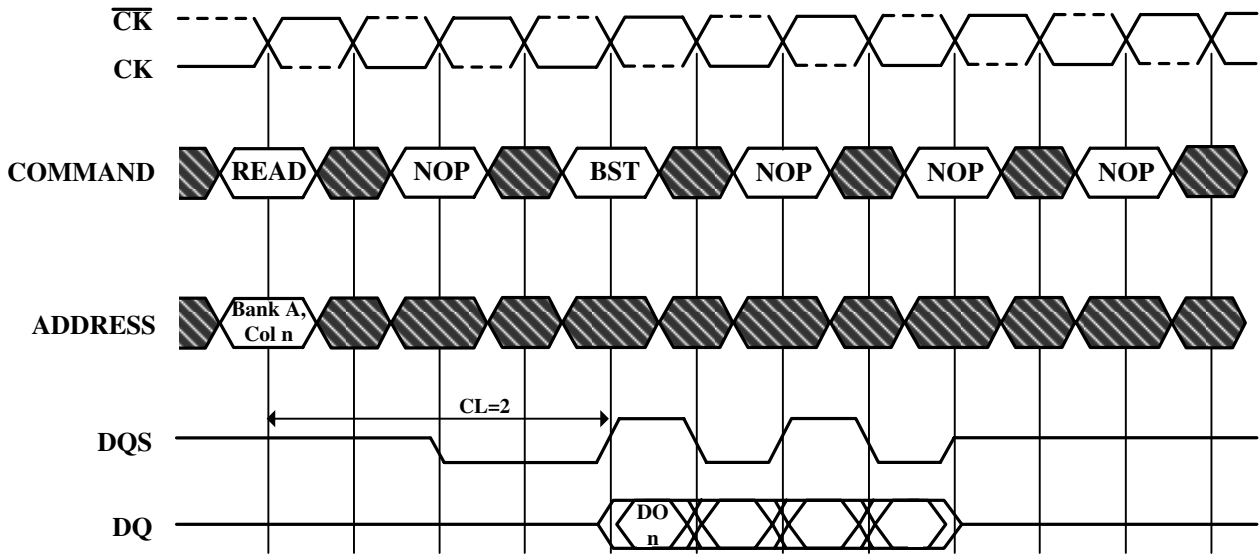 CK
CK
COMMAND
READ
NOP
BST
NOP
NOP
NOP
ADDRESS
Bank A,
Col n
CL=2
DQS
DQ
DO
n